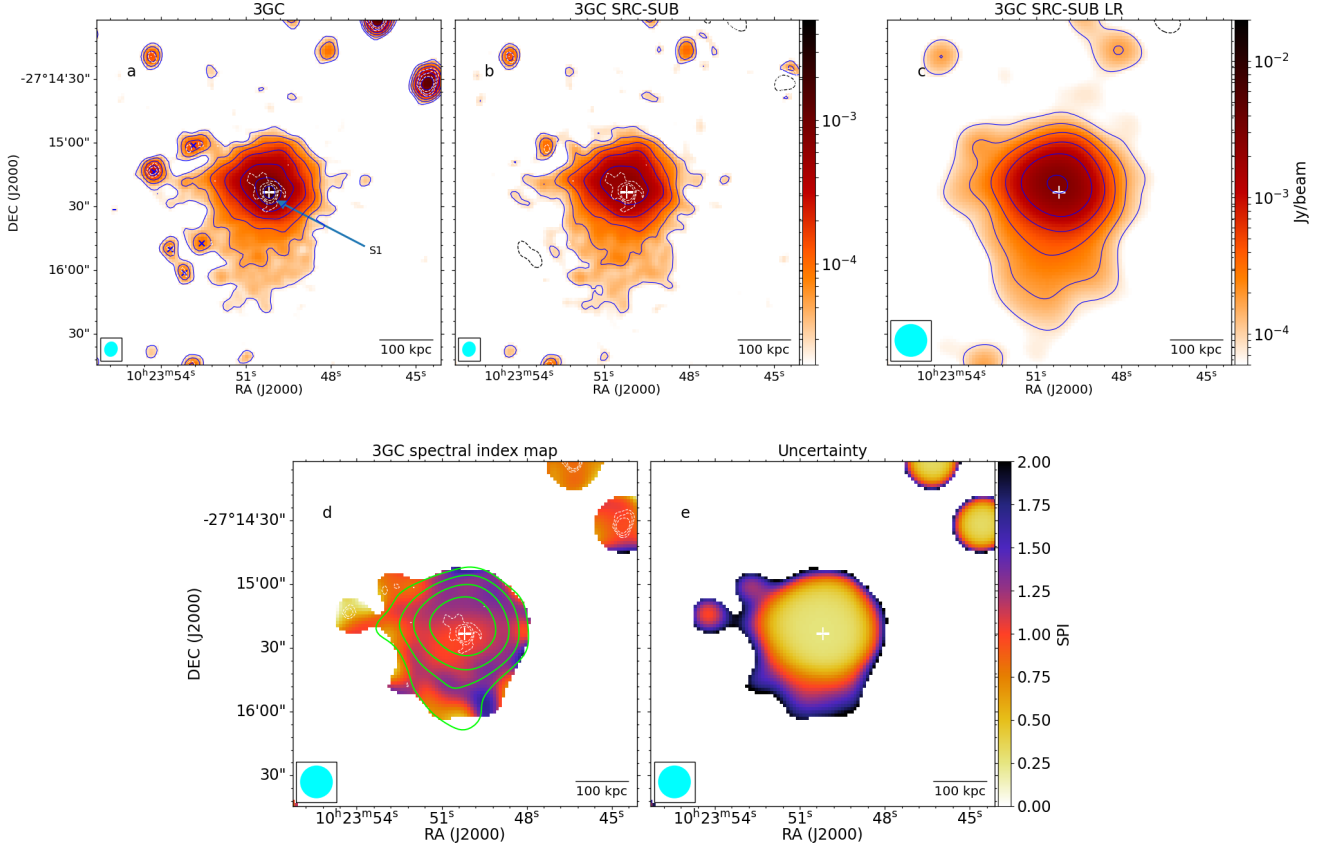 3GC
3GC SRC-SUB
3GC SRC-SUB LR
a
b
c
-27°14'30"
15'00"
30"
16'00"
30"
DEC (J2000)
S1
100 kpc
100 kpc
100 kpc
10^-3
10^-4
10^-2
10^-3
10^-4
Jy/beam
10ʰ23ᵐ54ˢ 51ˢ 48ˢ 45ˢ
RA (J2000)
10ʰ23ᵐ54ˢ 51ˢ 48ˢ 45ˢ
RA (J2000)
10ʰ23ᵐ54ˢ 51ˢ 48ˢ 45ˢ
RA (J2000)
3GC spectral index map
Uncertainty
d
e
-27°14'30"
15'00"
30"
16'00"
30"
DEC (J2000)
100 kpc
100 kpc
2.00
1.75
1.50
1.25
1.00
0.75
0.50
0.25
0.00
SPI
10ʰ23ᵐ54ˢ 51ˢ 48ˢ 45ˢ
RA (J2000)
10ʰ23ᵐ54ˢ 51ˢ 48ˢ 45ˢ
RA (J2000)